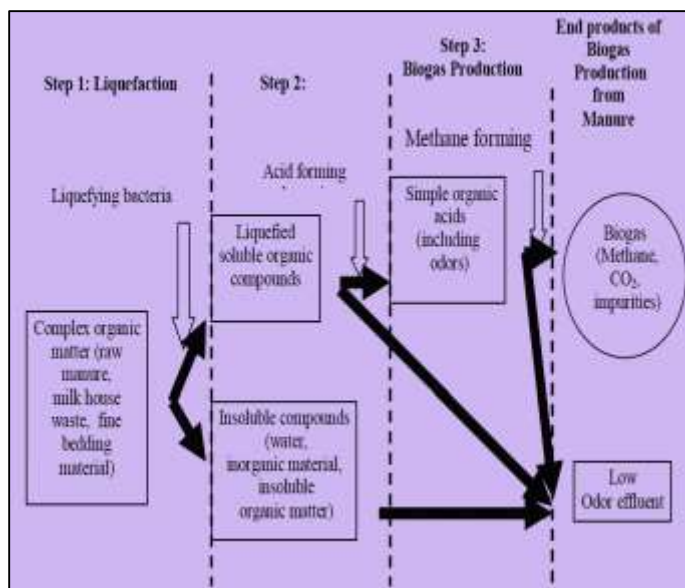 Step 1: Liquefaction
Step 2:
Step 3:
Biogas Production
End products of
Biogas
Production
from
Manure
Liquefying bacteria
Acid forming
Methane forming
Complex organic
matter (raw
manure,
milk house
waste, fine
bedding
material)
Liquefied
soluble organic
compounds
Insoluble compounds
(water,
inorganic material,
insoluble
organic matter)
Simple organic
acids
(including
odors)
Biogas
(Methane,
CO₂,
impurities)
Low
Odor effluent